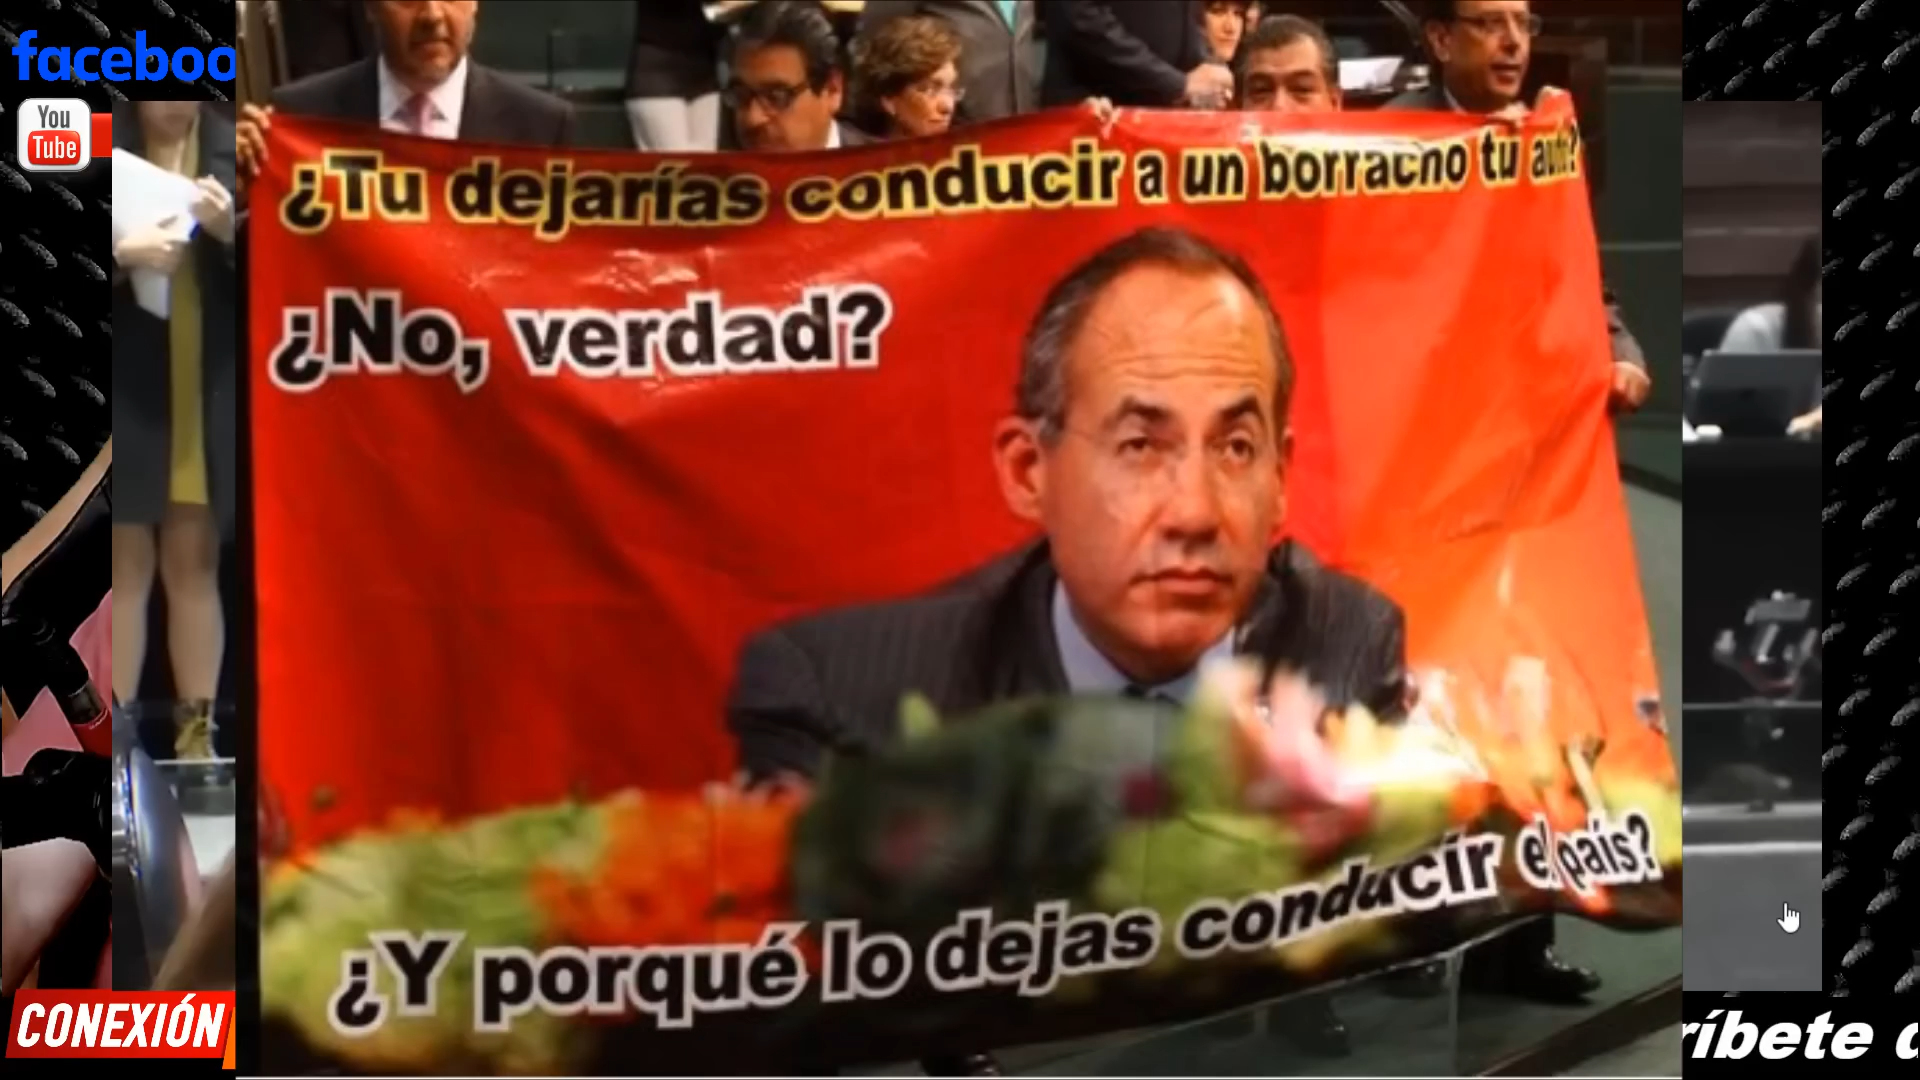 faceboo
You
Tube
¿Tu dejarías conducir a un borracho tu auto?
¿No, verdad?
¿Y porqué lo dejas conducir el país?
CONEXIÓN
ríbete d